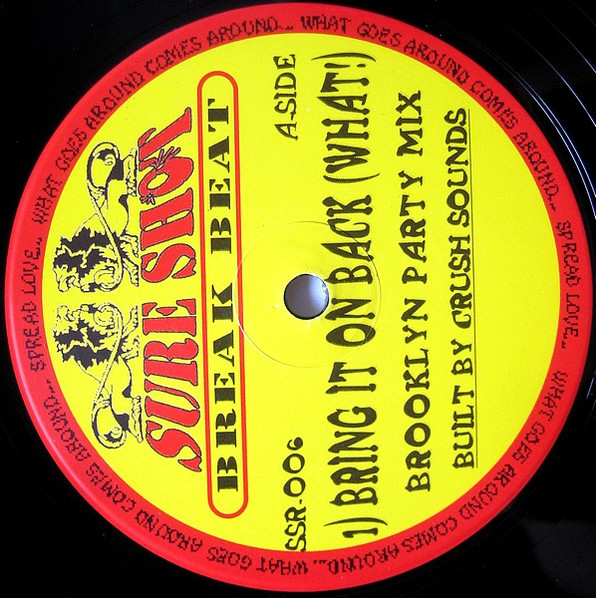 SURE SHOT
BREAK BEAT
SSR-006
A-SIDE
1) BRING IT ON BACK (WHAT!)
BROOKLYN PARTY MIX
BUILT BY CRUSH SOUNDS
SPREAD LOVE... WHAT GOES AROUND COMES AROUND... WHAT GOES AROUND COMES AROUND... SPREAD LOVE... WHAT GOES AROUND COMES AROUND... WHAT GOES AROUND COMES AROUND...